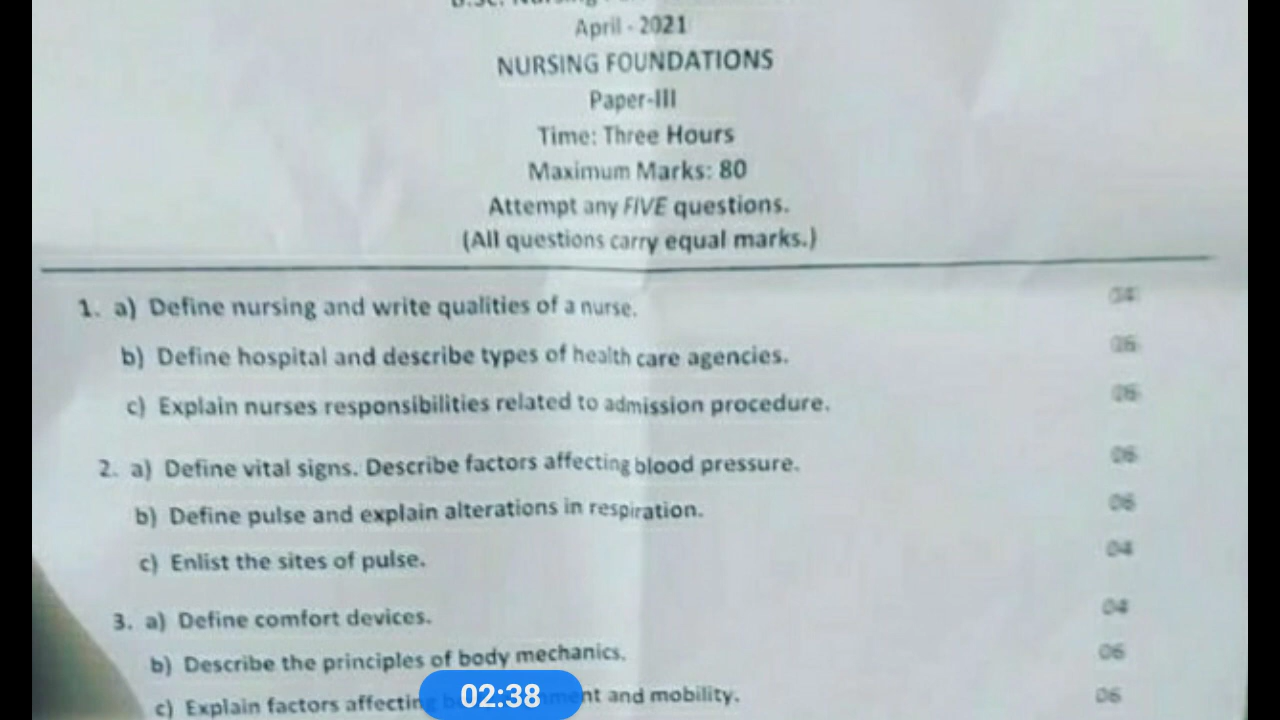 April - 2021
NURSING FOUNDATIONS
Paper-III
Time: Three Hours
Maximum Marks: 80
Attempt any FIVE questions.
(All questions carry equal marks.)
1. a) Define nursing and write qualities of a nurse. 04
b) Define hospital and describe types of health care agencies. 06
c) Explain nurses responsibilities related to admission procedure. 06
2. a) Define vital signs. Describe factors affecting blood pressure. 06
b) Define pulse and explain alterations in respiration. 06
c) Enlist the sites of pulse. 04
3. a) Define comfort devices. 04
b) Describe the principles of body mechanics. 06
c) Explain factors affecting and mobility. 06
02:38